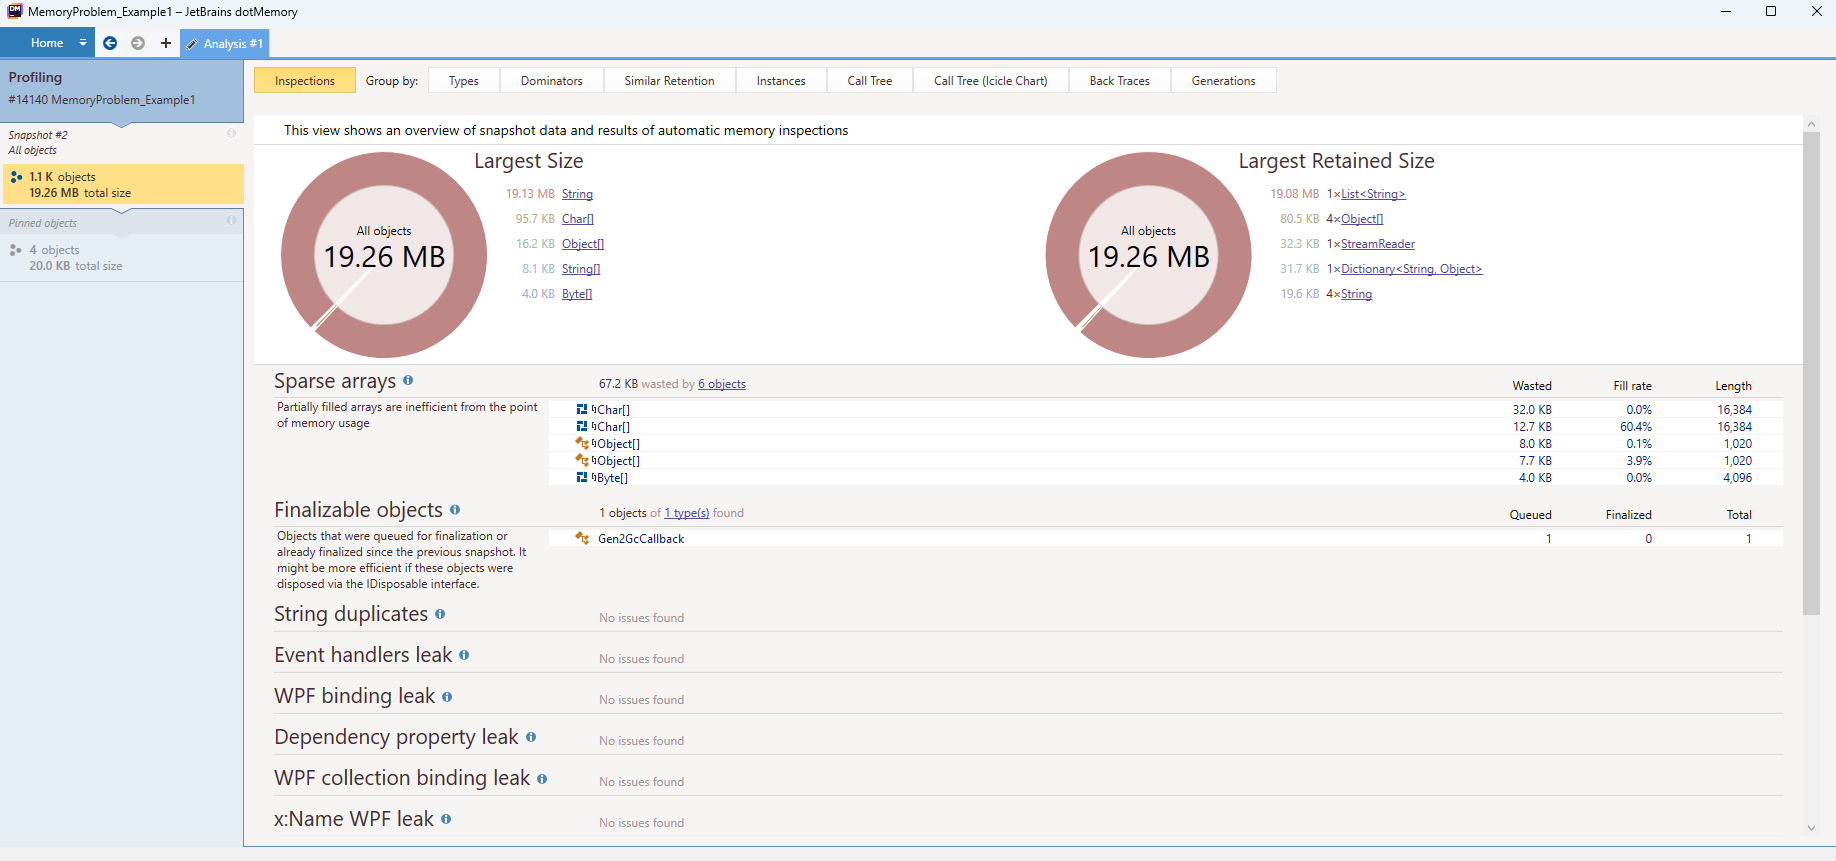 MemoryProblem_Example1 – JetBrains dotMemory
Home
Analysis #1
Profiling
#14140 MemoryProblem_Example1
Snapshot #2
All objects
1.1 K objects
19.26 MB total size
Pinned objects
4 objects
20.0 KB total size
Inspections Group by: Types Dominators Similar Retention Instances Call Tree Call Tree (Icicle Chart) Back Traces Generations
This view shows an overview of snapshot data and results of automatic memory inspections
All objects
19.26 MB
Largest Size
19.13 MB String
95.7 KB Char[]
16.2 KB Object[]
8.1 KB String[]
4.0 KB Byte[]
All objects
19.26 MB
Largest Retained Size
19.08 MB 1×List<String>
80.5 KB 4×Object[]
32.3 KB 1×StreamReader
31.7 KB 1×Dictionary<String, Object>
19.6 KB 4×String
Sparse arrays 67.2 KB wasted by 6 objects Wasted Fill rate Length
Partially filled arrays are inefficient from the point
of memory usage
Char[] 32.0 KB 0.0% 16,384
Char[] 12.7 KB 60.4% 16,384
Object[] 8.0 KB 0.1% 1,020
Object[] 7.7 KB 3.9% 1,020
Byte[] 4.0 KB 0.0% 4,096
Finalizable objects 1 objects of 1 type(s) found Queued Finalized Total
Objects that were queued for finalization or
already finalized since the previous snapshot. It
might be more efficient if these objects were
disposed via the IDisposable interface.
Gen2GcCallback 1 0 1
String duplicates No issues found
Event handlers leak No issues found
WPF binding leak No issues found
Dependency property leak No issues found
WPF collection binding leak No issues found
x:Name WPF leak No issues found